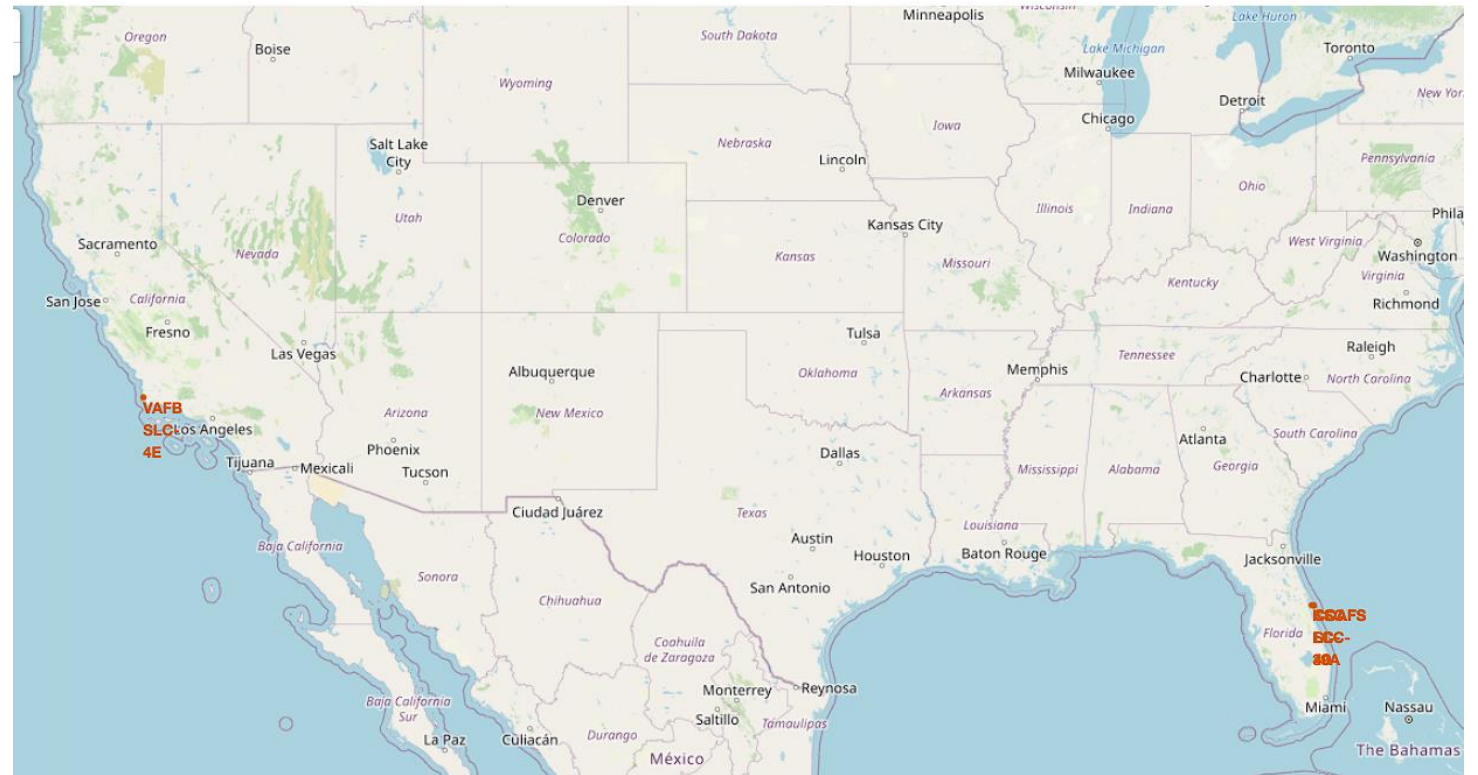 Minneapolis
Wisconsin
Lake Huron
Oregon
South Dakota
Toronto
Boise
Lake Michigan
Milwaukee
Wyoming
Detroit
New Yor
Chicago
Iowa
Salt Lake
City
Nebraska
Lincoln
Pennsylvania
Ohio
Denver
Utah
Illinois
Indiana
Phila
Kansas City
Sacramento
Colorado
West Virginia
Nevada
Kansas
Missouri
Washington
Virginia
Kentucky
San Jose
California
Richmond
Fresno
Tulsa
Las Vegas
Raleigh
Tennessee
Albuquerque
Oklahoma
Memphis
Charlotte
North Carolina
Arkansas
VAFB
SLC-
4E
Arizona
New Mexico
Los Angeles
South Carolina
Atlanta
Phoenix
Dallas
Tijuana
Mexicali
Tucson
Mississippi
Alabama
Georgia
Ciudad Juárez
Texas
Louisiana
Austin
Baja California
Houston
Baton Rouge
Jacksonville
Sonora
San Antonio
Chihuahua
Florida
Coahuila
de Zaragoza
Monterrey
Reynosa
Baja California
Sur
Saltillo
Tamaulipas
Miami
Nassau
La Paz
Culiacán
Durango
México
The Bahamas